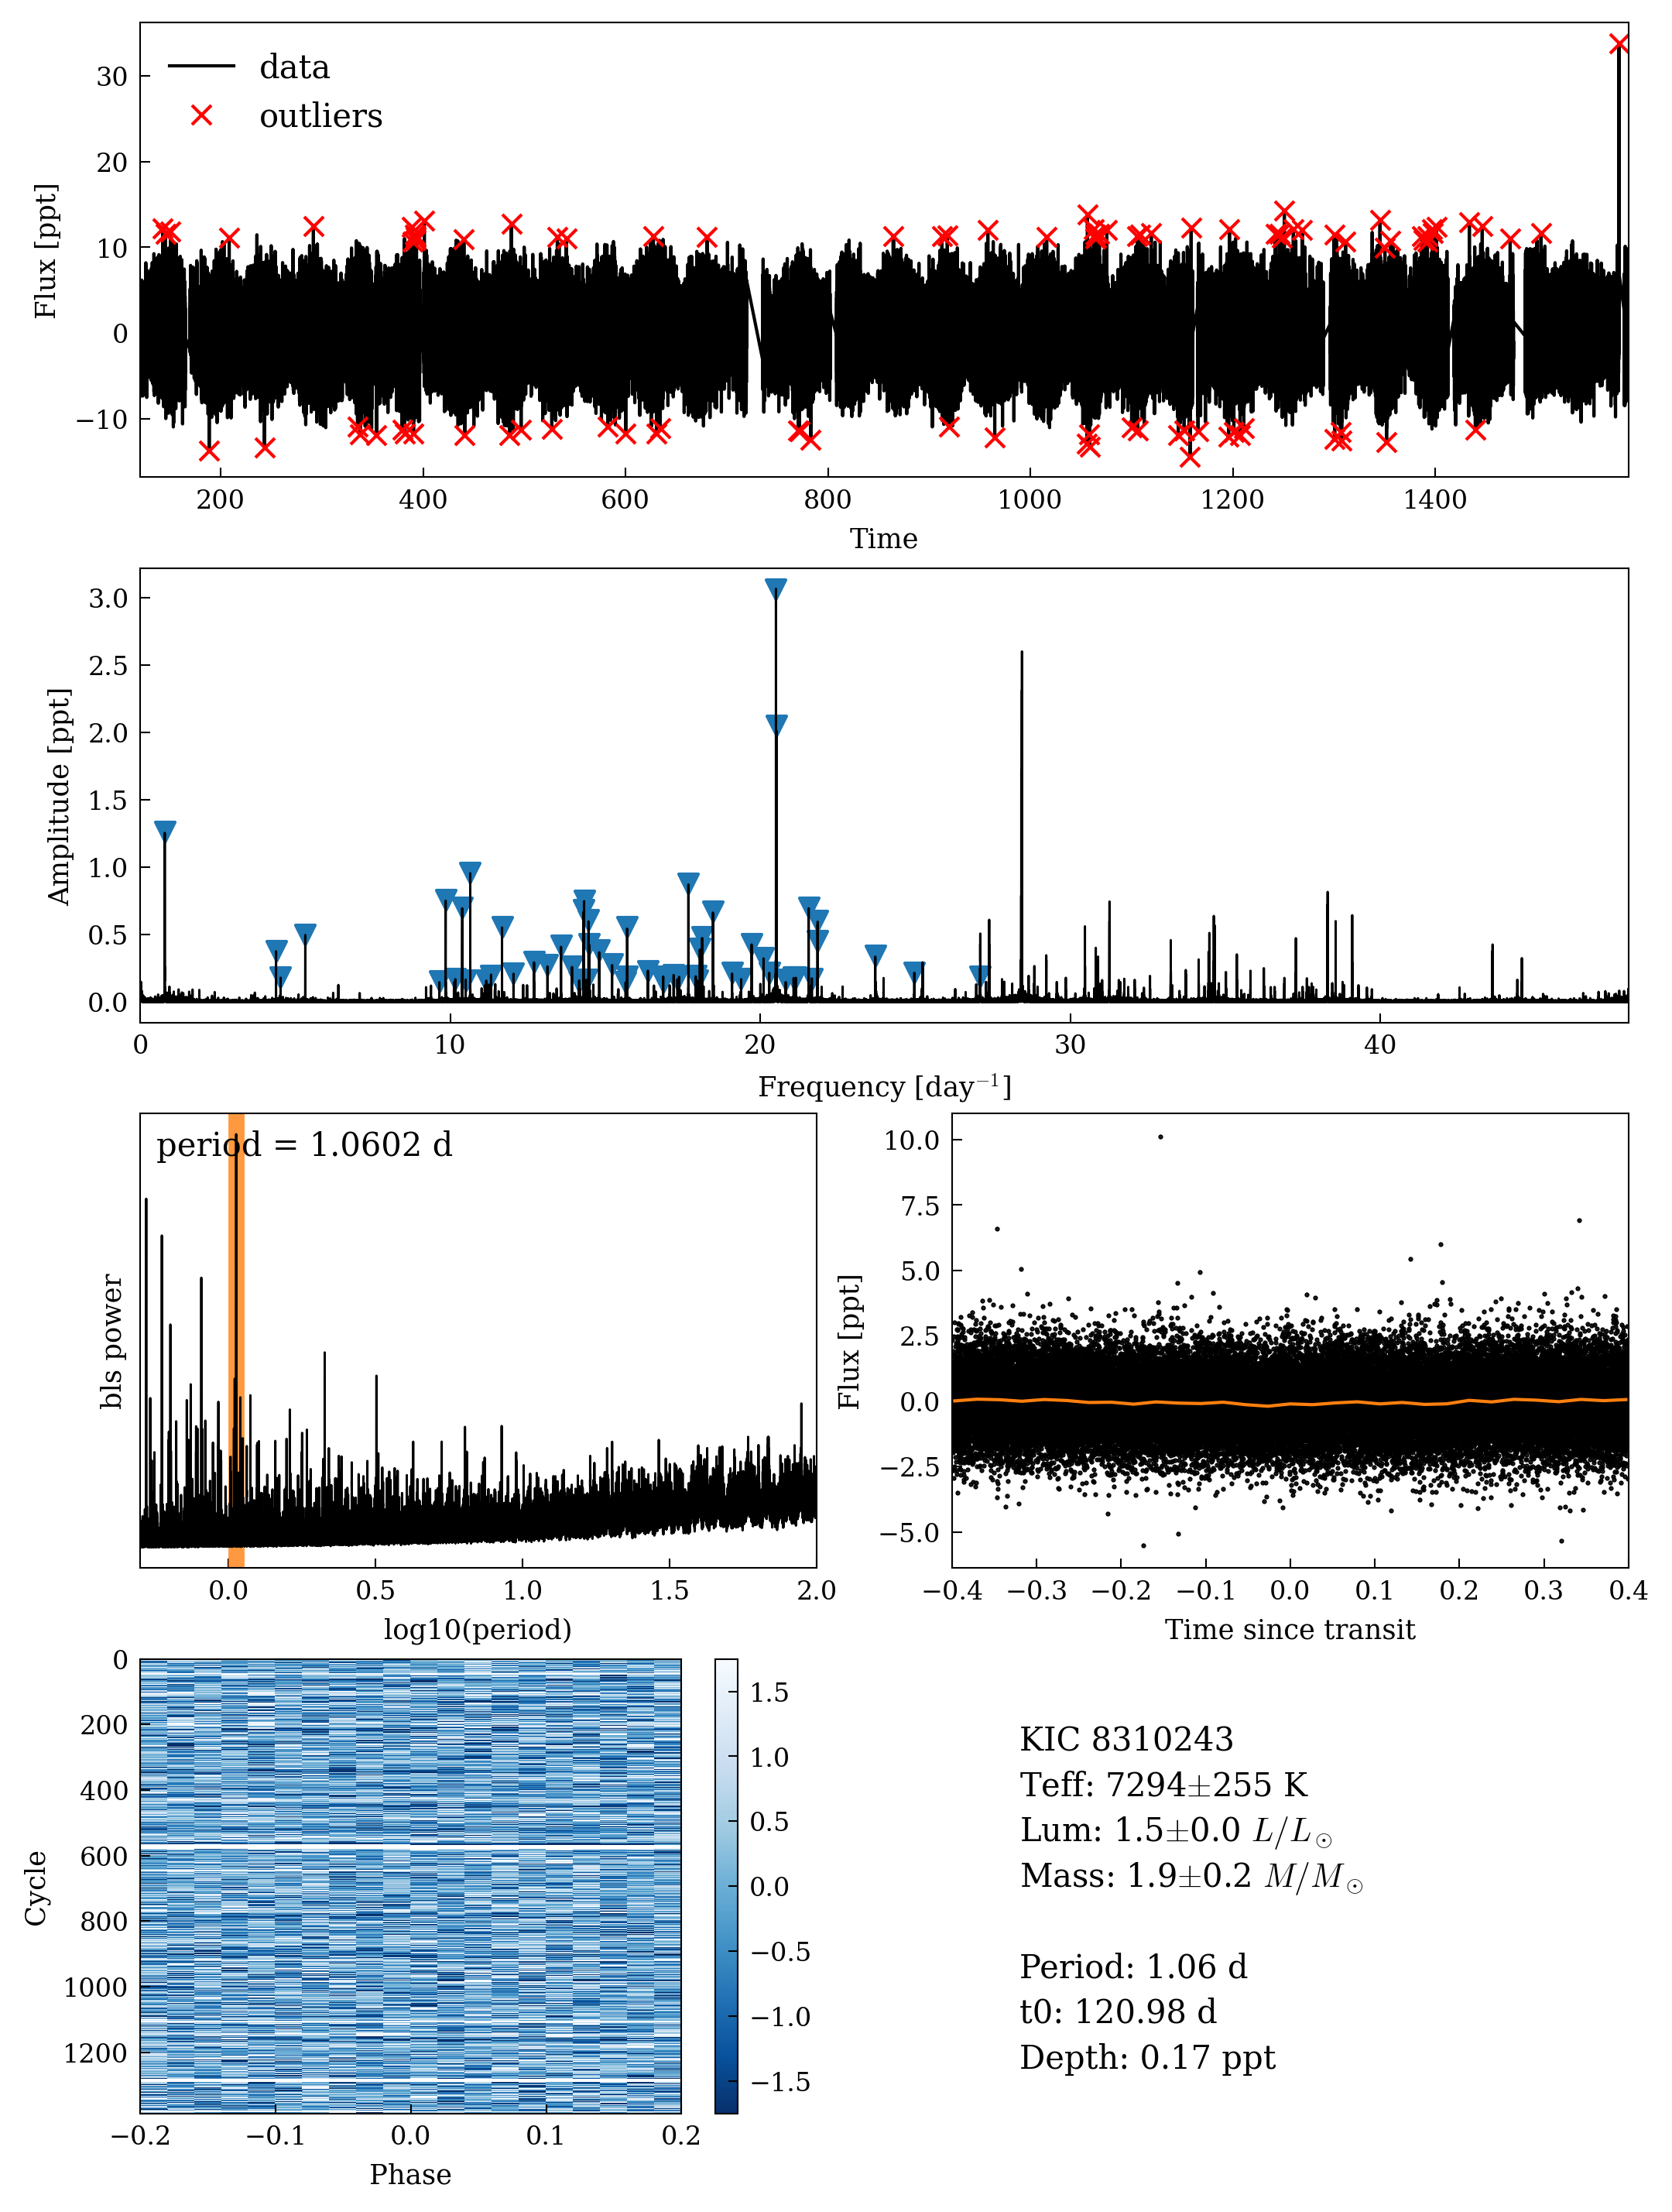 data
outliers
30
20
10
0
−10
Flux [ppt]
200 400 600 800 1000 1200 1400
Time
3.0
2.5
2.0
1.5
1.0
0.5
0.0
Amplitude [ppt]
0 10 20 30 40
Frequency [day⁻¹]
period = 1.0602 d
bls power
0.0 0.5 1.0 1.5 2.0
log10(period)
10.0
7.5
5.0
2.5
0.0
−2.5
−5.0
Flux [ppt]
−0.4 −0.3 −0.2 −0.1 0.0 0.1 0.2 0.3 0.4
Time since transit
0
200
400
600
800
1000
1200
Cycle
−0.2 −0.1 0.0 0.1 0.2
Phase
1.5
1.0
0.5
0.0
−0.5
−1.0
−1.5
KIC 8310243
Teff: 7294±255 K
Lum: 1.5±0.0 L/L⊙
Mass: 1.9±0.2 M/M⊙
Period: 1.06 d
t0: 120.98 d
Depth: 0.17 ppt